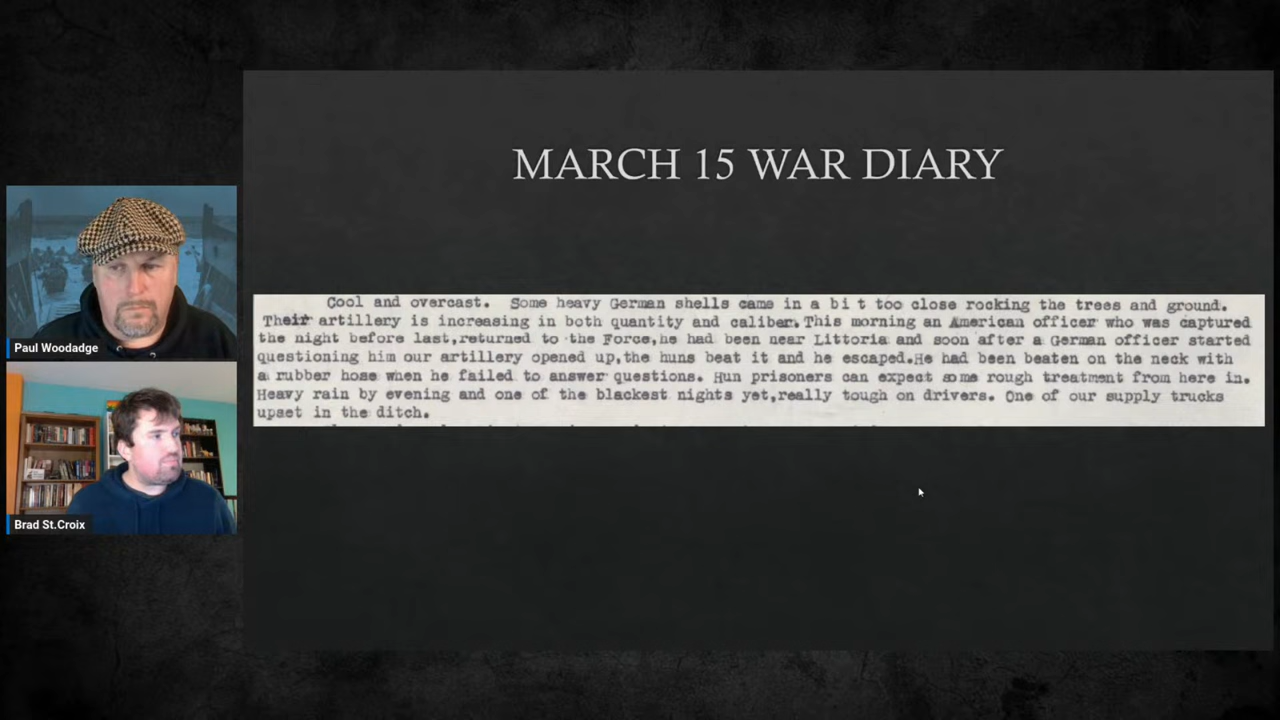 MARCH 15 WAR DIARY
Cool and overcast. Some heavy German shells came in a bit too close rocking the trees and ground.
Their artillery is increasing in both quantity and caliber.This morning an American officer who was captured
the night before last,returned to the Force,he had been near Littoria and soon after a German officer started
questioning him our artillery opened up,the huns beat it and he escaped.He had been beaten on the neck with
a rubber hose when he failed to answer questions. Hun prisoners can expect some rough treatment from here in.
Heavy rain by evening and one of the blackest nights yet,really tough on drivers. One of our supply trucks
upset in the ditch.
Paul Woodadge
Brad St.Croix